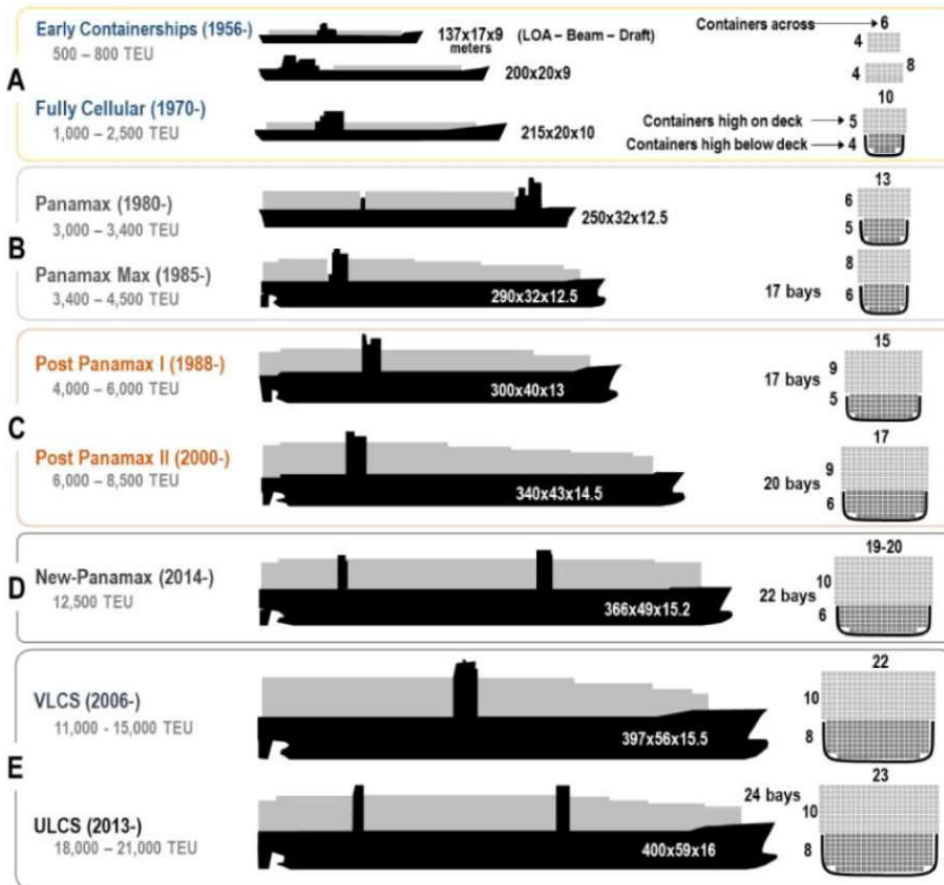 A
Early Containerships (1956-)
500 – 800 TEU
137x17x9 (LOA – Beam – Draft)
meters
200x20x9
Containers across 6
4
4 8
Fully Cellular (1970-)
1,000 – 2,500 TEU
215x20x10
10
Containers high on deck 5
Containers high below deck 4
B
Panamax (1980-)
3,000 – 3,400 TEU
250x32x12.5
13
6
5
Panamax Max (1985-)
3,400 – 4,500 TEU
290x32x12.5
17 bays
8
6
C
Post Panamax I (1988-)
4,000 – 6,000 TEU
300x40x13
17 bays
15
9
5
Post Panamax II (2000-)
6,000 – 8,500 TEU
340x43x14.5
20 bays
17
9
6
D
New-Panamax (2014-)
12,500 TEU
366x49x15.2
22 bays
19-20
10
6
E
VLCS (2006-)
11,000 - 15,000 TEU
397x56x15.5
22
10
8
ULCS (2013-)
18,000 – 21,000 TEU
400x59x16
24 bays
23
10
8